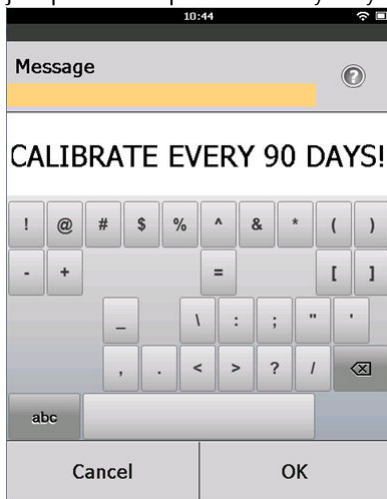 10:44
Message
?
CALIBRATE EVERY 90 DAYS!
! @ # $ % ^ & * ( )
- + = [ ]
_ \ : ; " '
, . < > ? /
abc
Cancel OK